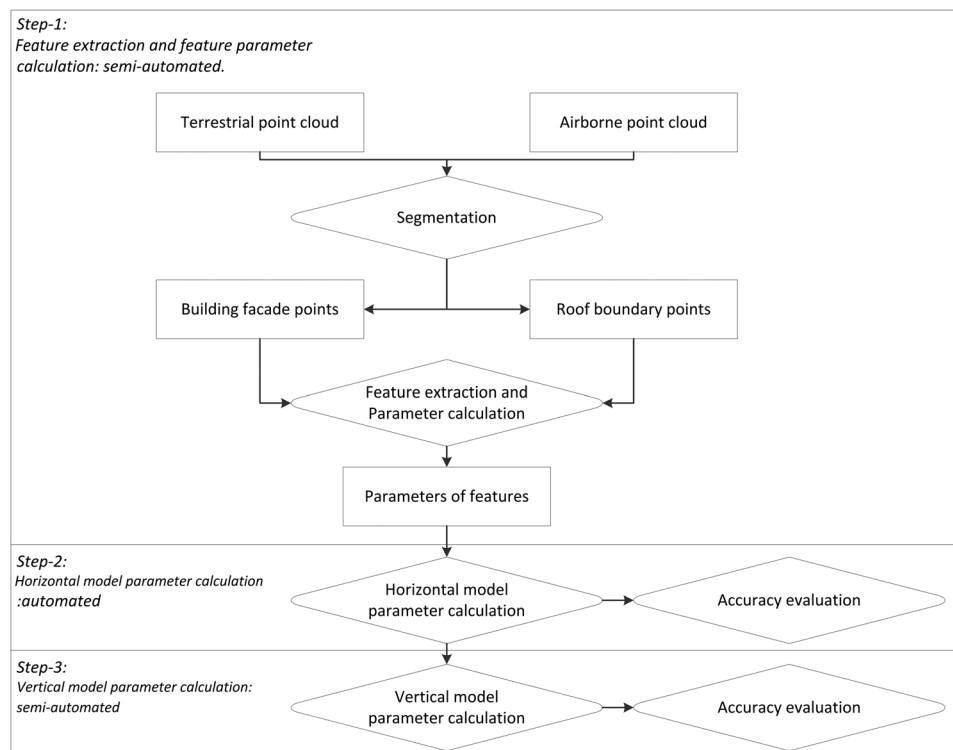 Step-1:
Feature extraction and feature parameter
calculation: semi-automated.
Terrestrial point cloud
Airborne point cloud
Segmentation
Building facade points
Roof boundary points
Feature extraction and
Parameter calculation
Parameters of features
Step-2:
Horizontal model parameter calculation
:automated
Horizontal model
parameter calculation
Accuracy evaluation
Step-3:
Vertical model parameter calculation:
semi-automated
Vertical model
parameter calculation
Accuracy evaluation